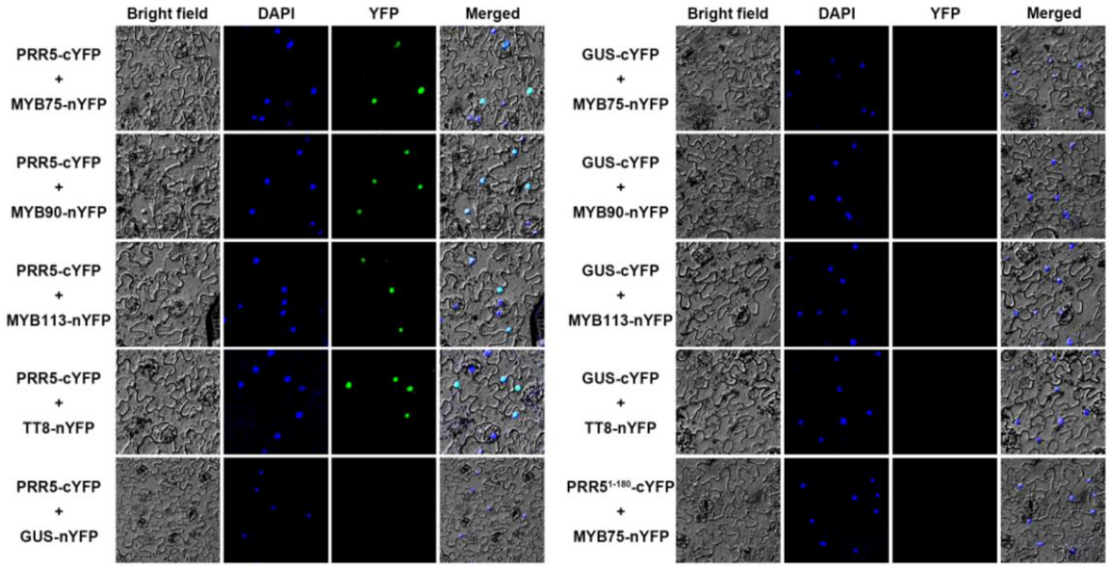 Bright field DAPI YFP Merged
PRR5-cYFP
+
MYB75-nYFP
PRR5-cYFP
+
MYB90-nYFP
PRR5-cYFP
+
MYB113-nYFP
PRR5-cYFP
+
TT8-nYFP
PRR5-cYFP
+
GUS-nYFP
Bright field DAPI YFP Merged
GUS-cYFP
+
MYB75-nYFP
GUS-cYFP
+
MYB90-nYFP
GUS-cYFP
+
MYB113-nYFP
GUS-cYFP
+
TT8-nYFP
PRR5¹⁻¹⁸⁰-cYFP
+
MYB75-nYFP